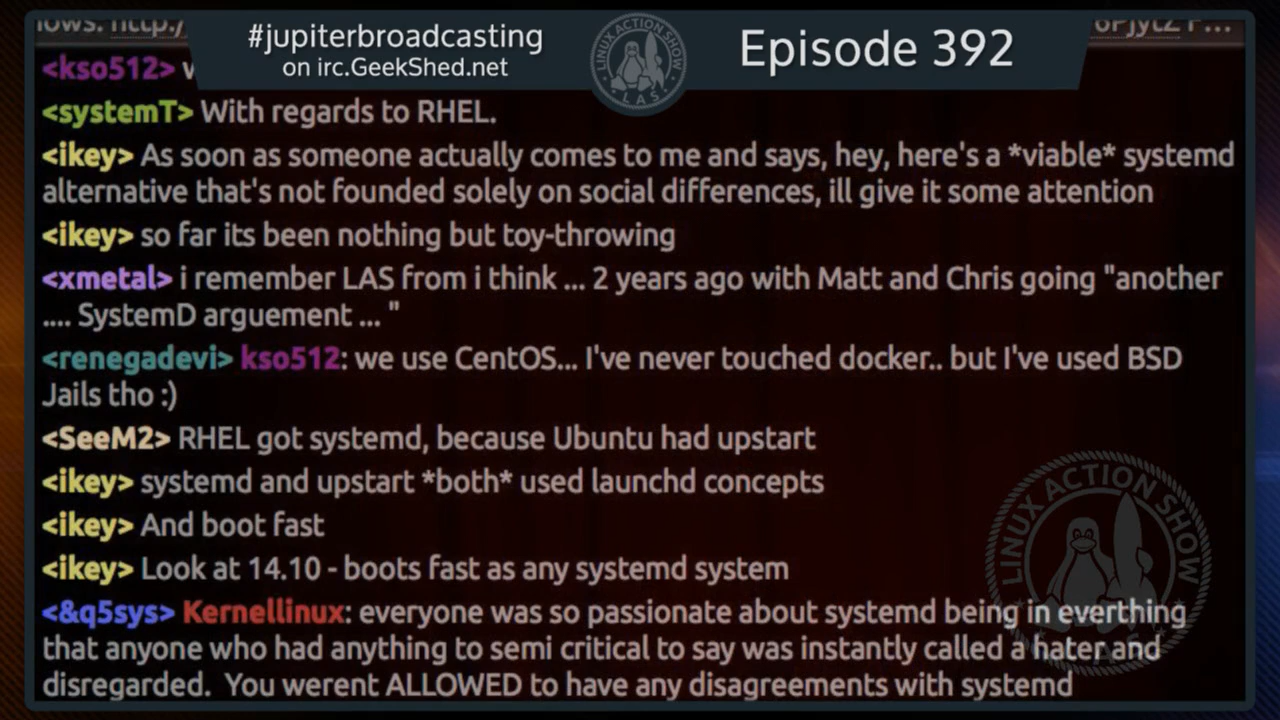 #jupiterbroadcasting
on irc.GeekShed.net
LINUX ACTION SHOW
LAS
Episode 392
<kso512>
<systemT> With regards to RHEL.
<ikey> As soon as someone actually comes to me and says, hey, here's a *viable* systemd
alternative that's not founded solely on social differences, ill give it some attention
<ikey> so far its been nothing but toy-throwing
<xmetal> i remember LAS from i think ... 2 years ago with Matt and Chris going "another
.... SystemD arguement ... "
<renegadevi> kso512: we use CentOS... I've never touched docker.. but I've used BSD
Jails tho :)
<SeeM2> RHEL got systemd, because Ubuntu had upstart
<ikey> systemd and upstart *both* used launchd concepts
<ikey> And boot fast
<ikey> Look at 14.10 - boots fast as any systemd system
<&q5sys> Kernellinux: everyone was so passionate about systemd being in everthing
that anyone who had anything to semi critical to say was instantly called a hater and
disregarded.  You werent ALLOWED to have any disagreements with systemd
LINUX ACTION SHOW